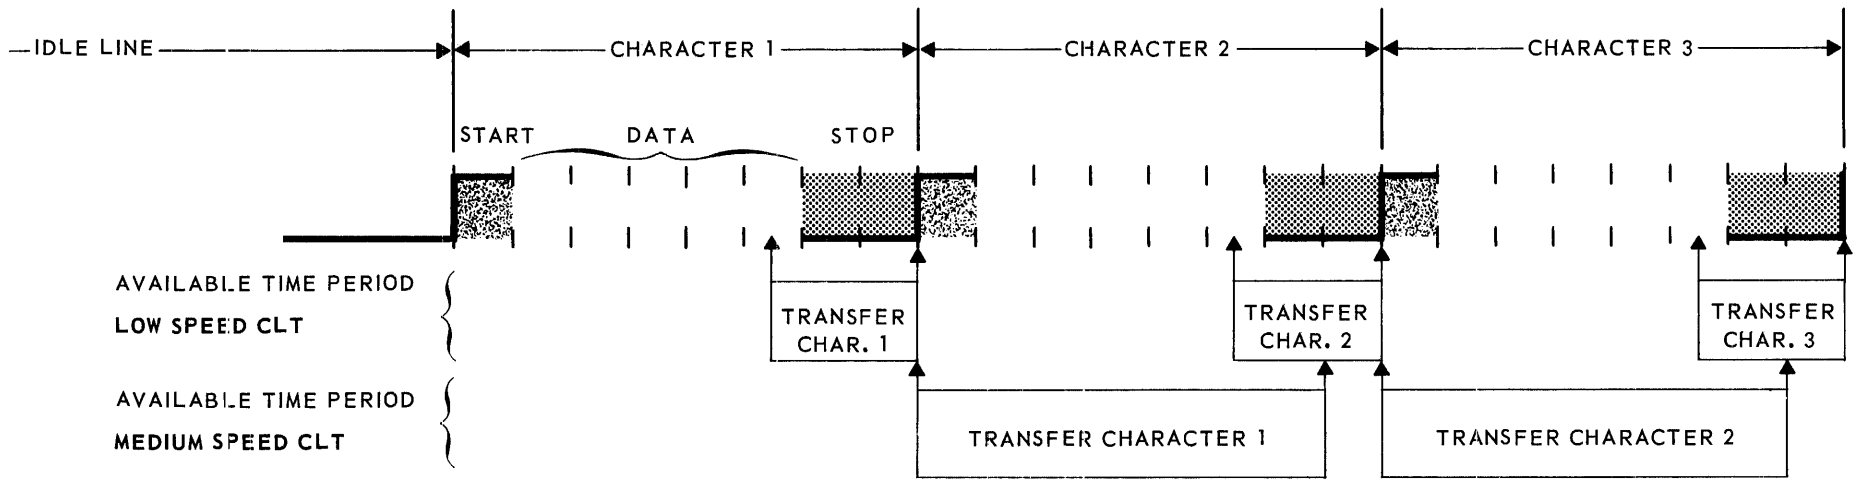 IDLE LINE CHARACTER 1 CHARACTER 2 CHARACTER 3
START DATA STOP
AVAILABLE TIME PERIOD
LOW SPEED CLT
TRANSFER CHAR. 1
TRANSFER CHAR. 2
TRANSFER CHAR. 3
AVAILABLE TIME PERIOD
MEDIUM SPEED CLT
TRANSFER CHARACTER 1
TRANSFER CHARACTER 2